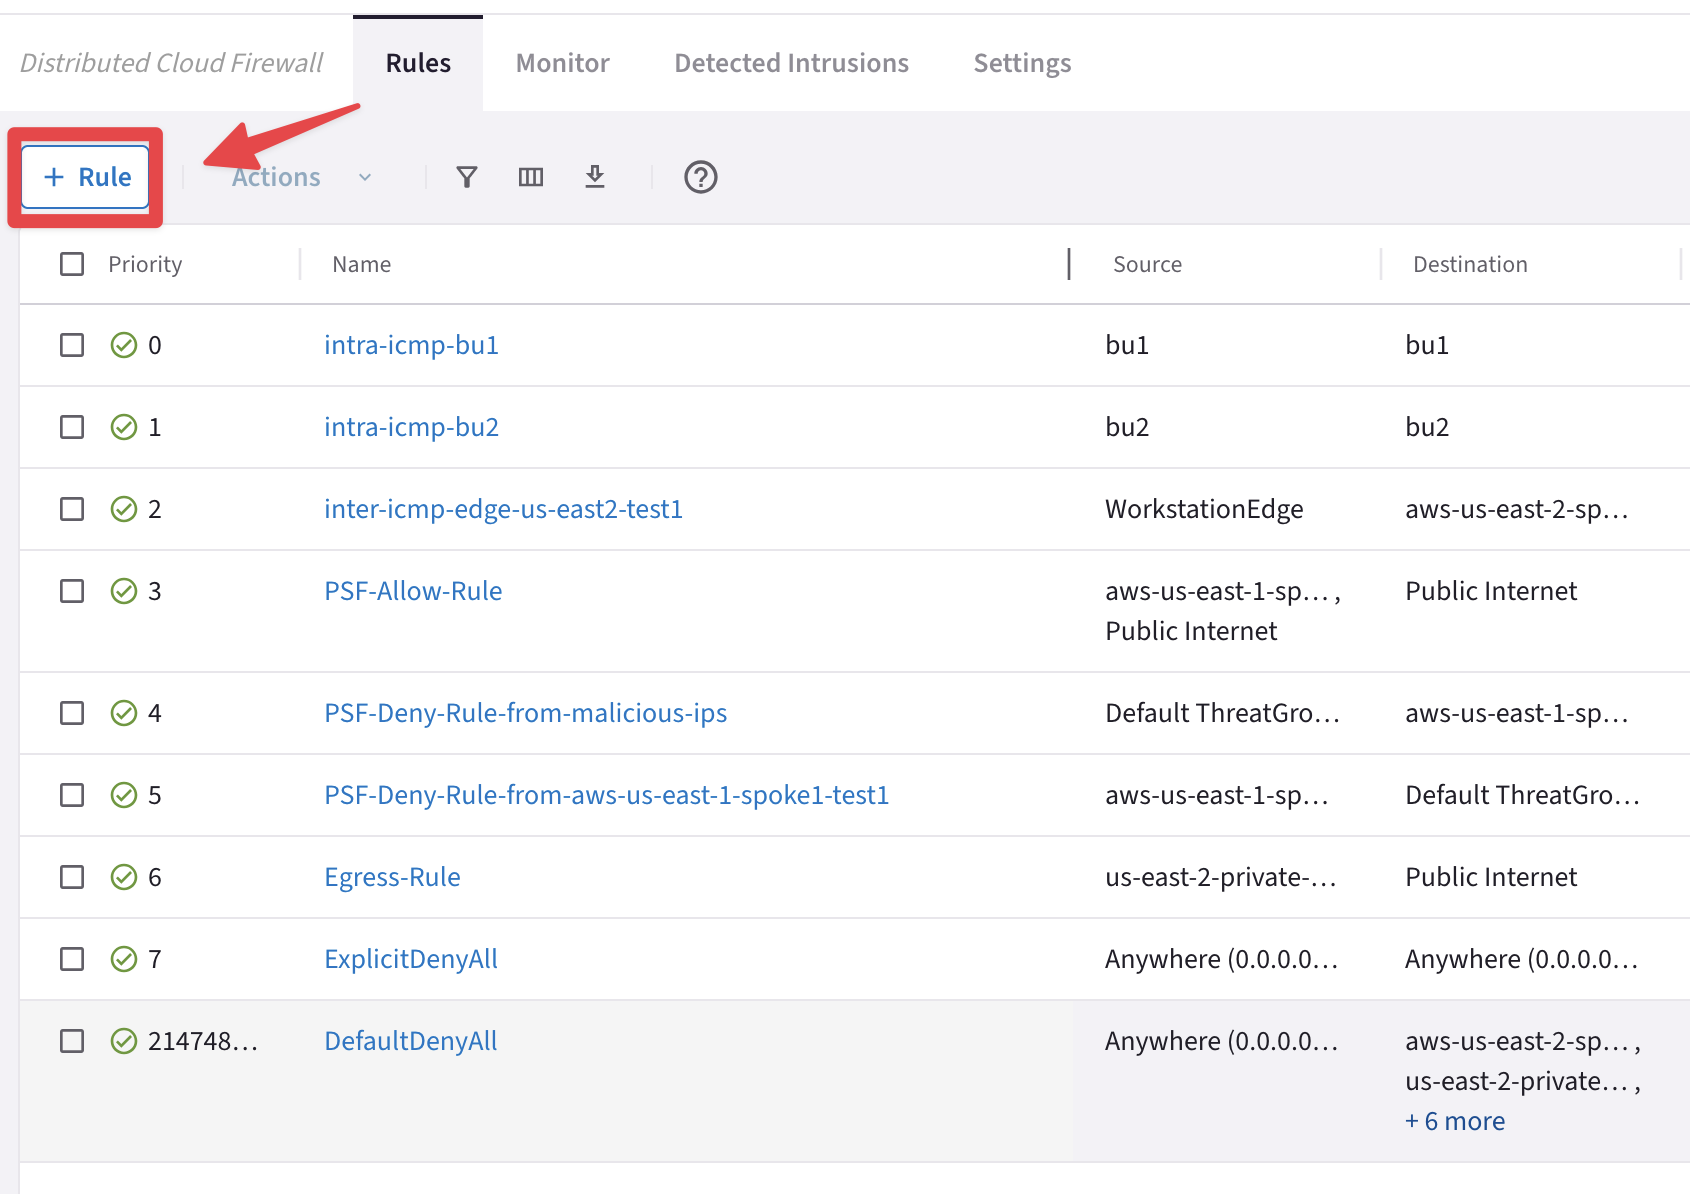 Distributed Cloud Firewall Rules Monitor Detected Intrusions Settings
+ Rule Actions
Priority Name Source Destination
0 intra-icmp-bu1 bu1 bu1
1 intra-icmp-bu2 bu2 bu2
2 inter-icmp-edge-us-east2-test1 WorkstationEdge aws-us-east-2-sp…
3 PSF-Allow-Rule aws-us-east-1-sp… , Public Internet
Public Internet
4 PSF-Deny-Rule-from-malicious-ips Default ThreatGro… aws-us-east-1-sp…
5 PSF-Deny-Rule-from-aws-us-east-1-spoke1-test1 aws-us-east-1-sp… Default ThreatGro…
6 Egress-Rule us-east-2-private-… Public Internet
7 ExplicitDenyAll Anywhere (0.0.0.0… Anywhere (0.0.0.0…
214748… DefaultDenyAll Anywhere (0.0.0.0… aws-us-east-2-sp… ,
us-east-2-private… ,
+ 6 more